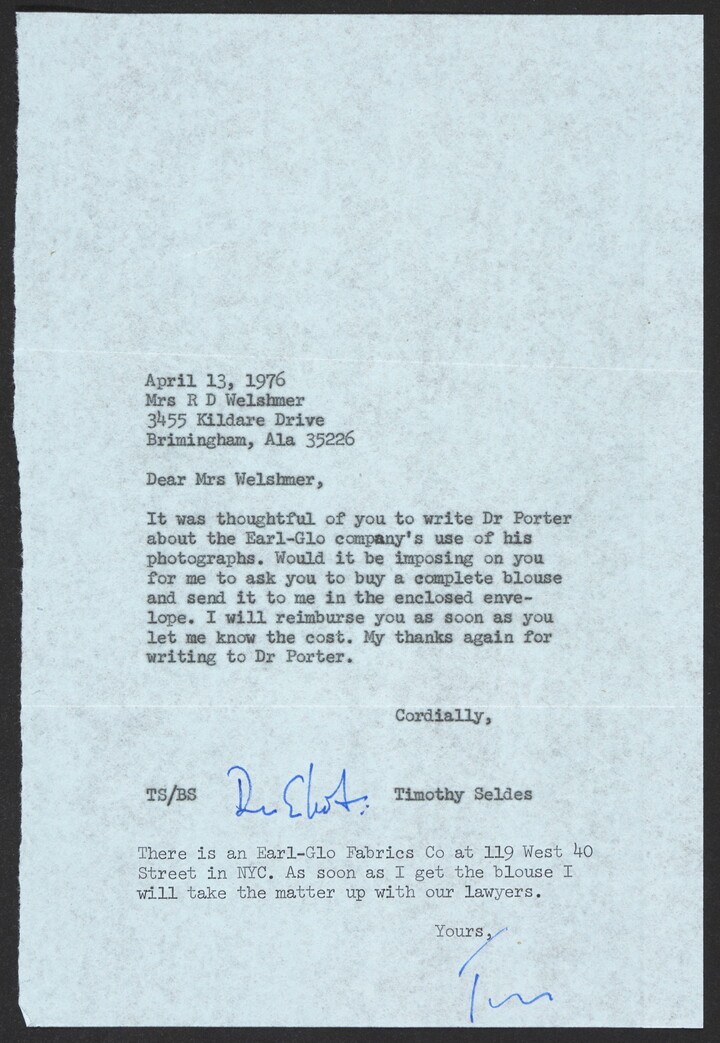 April 13, 1976
Mrs R D Welshmer
3455 Kildare Drive
Brimingham, Ala 35226
Dear Mrs Welshmer,
It was thoughtful of you to write Dr Porter
about the Earl-Glo company's use of his
photographs. Would it be imposing on you
for me to ask you to buy a complete blouse
and send it to me in the enclosed enve-
lope. I will reimburse you as soon as you
let me know the cost. My thanks again for
writing to Dr Porter.
Cordially,
TS/BS Dr Eliot: Timothy Seldes
There is an Earl-Glo Fabrics Co at 119 West 40
Street in NYC. As soon as I get the blouse I
will take the matter up with our lawyers.
Yours,
Tim